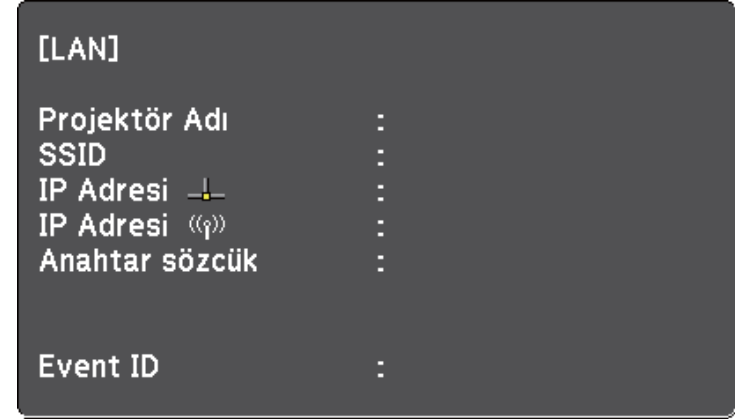 [LAN]
Projektör Adı :
SSID :
IP Adresi :
IP Adresi :
Anahtar sözcük :
Event ID :